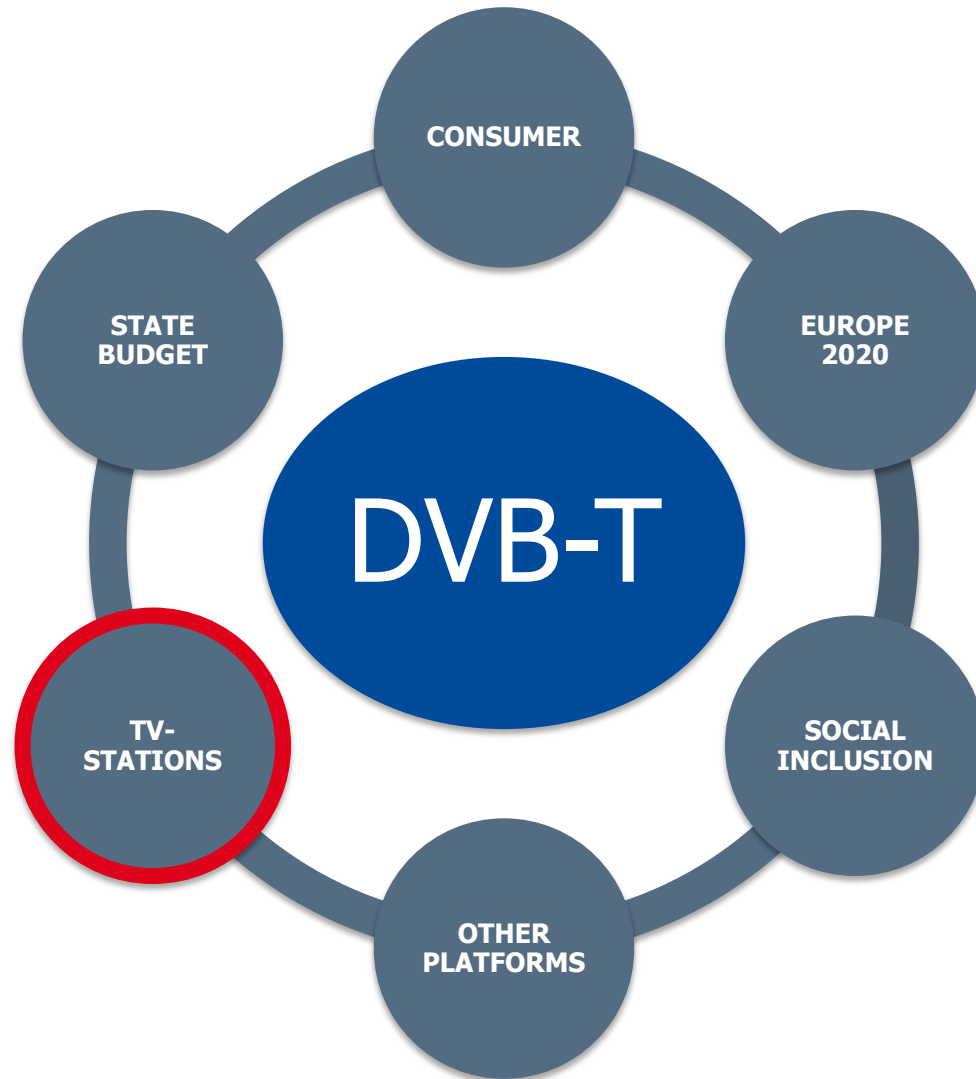 CONSUMER
STATE
BUDGET
EUROPE
2020
DVB-T
TV-
STATIONS
SOCIAL
INCLUSION
OTHER
PLATFORMS